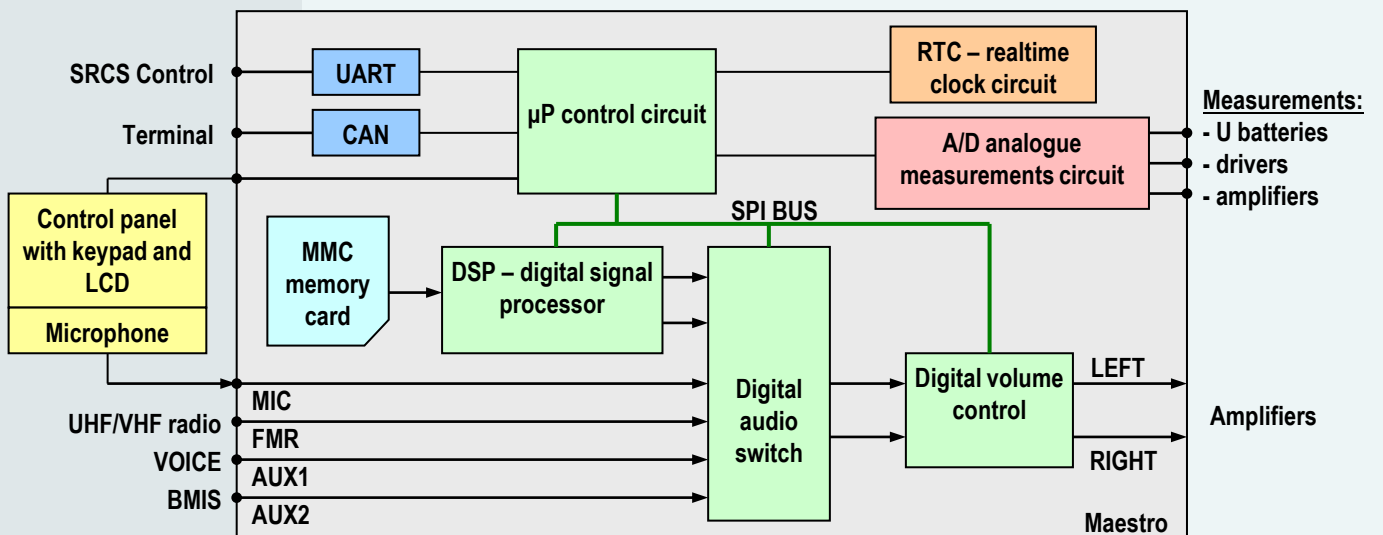 SRCS Control
UART
µP control circuit
RTC – realtime
clock circuit
Measurements:
- U batteries
- drivers
- amplifiers
Terminal
CAN
A/D analogue
measurements circuit
Control panel
with keypad and
LCD
Microphone
SPI BUS
MMC
memory
card
DSP – digital signal
processor
Digital
audio
switch
Digital volume
control
LEFT
RIGHT
Amplifiers
MIC
UHF/VHF radio
FMR
VOICE
AUX1
BMIS
AUX2
Maestro